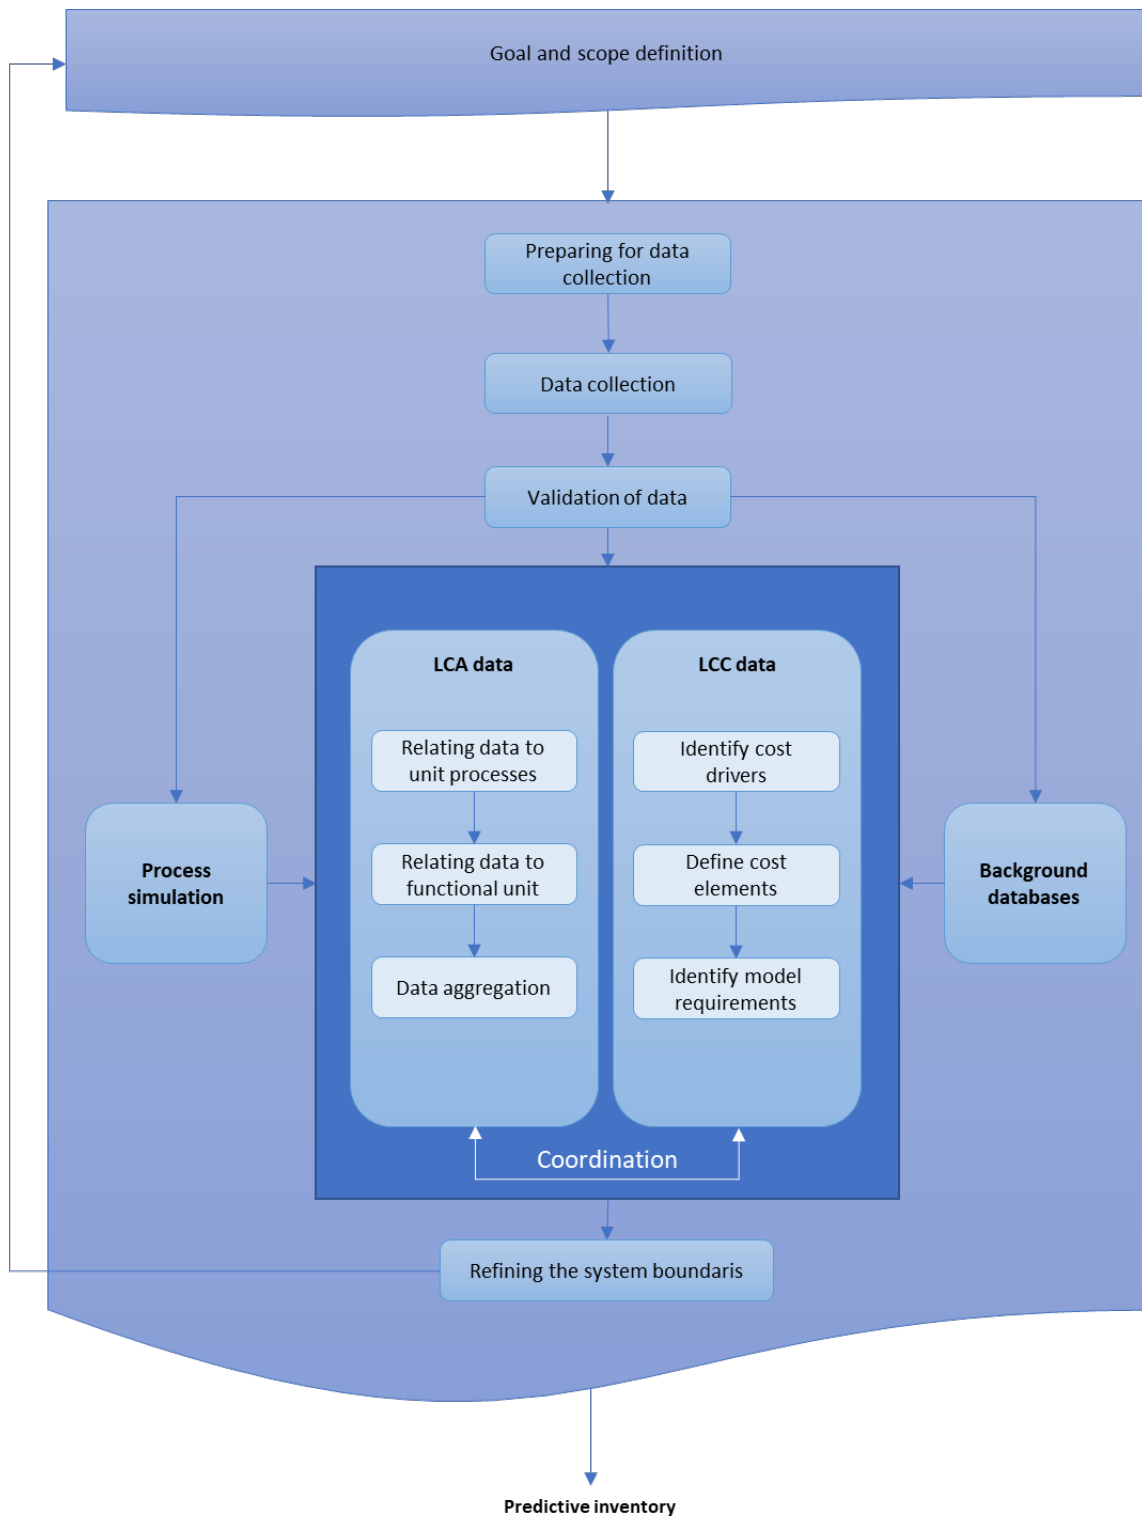 Goal and scope definition
Preparing for data
collection
Data collection
Validation of data
LCA data
Relating data to
unit processes
Relating data to
functional unit
Data aggregation
LCC data
Identify cost
drivers
Define cost
elements
Identify model
requirements
Process
simulation
Background
databases
Coordination
Refining the system boundaris
Predictive inventory